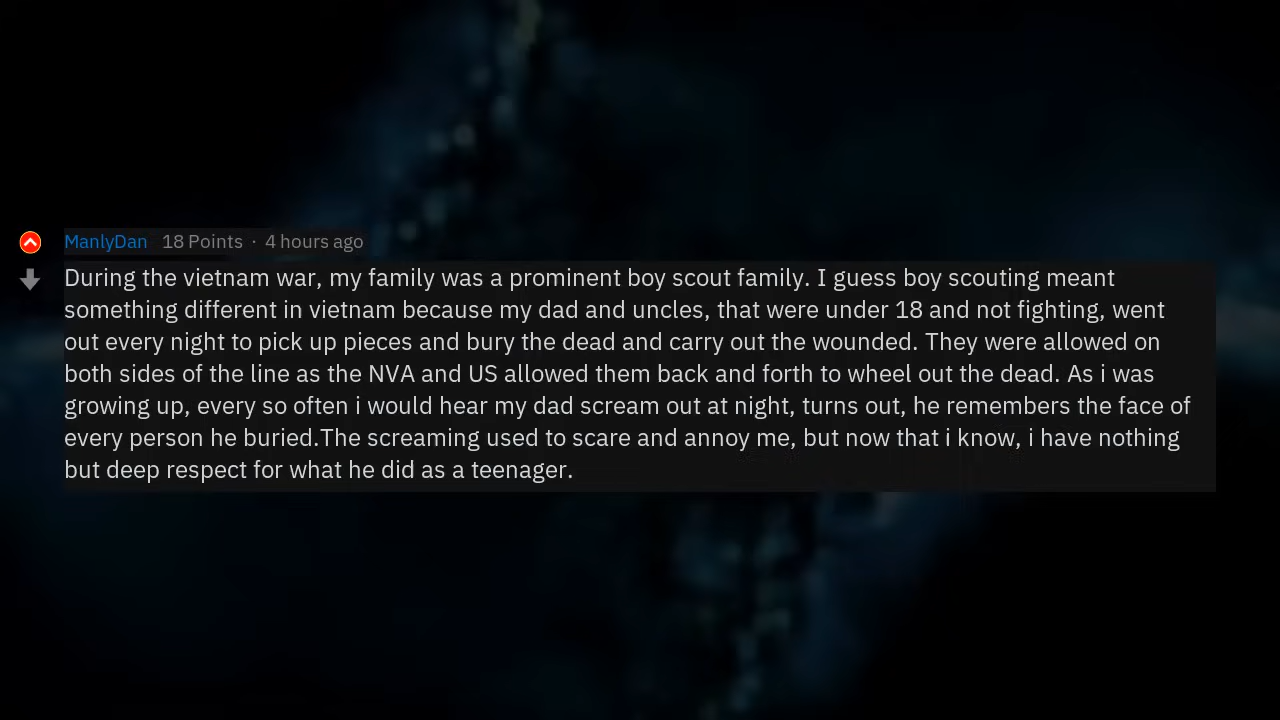 ManlyDan 18 Points · 4 hours ago
During the vietnam war, my family was a prominent boy scout family. I guess boy scouting meant
something different in vietnam because my dad and uncles, that were under 18 and not fighting, went
out every night to pick up pieces and bury the dead and carry out the wounded. They were allowed on
both sides of the line as the NVA and US allowed them back and forth to wheel out the dead. As i was
growing up, every so often i would hear my dad scream out at night, turns out, he remembers the face of
every person he buried.The screaming used to scare and annoy me, but now that i know, i have nothing
but deep respect for what he did as a teenager.